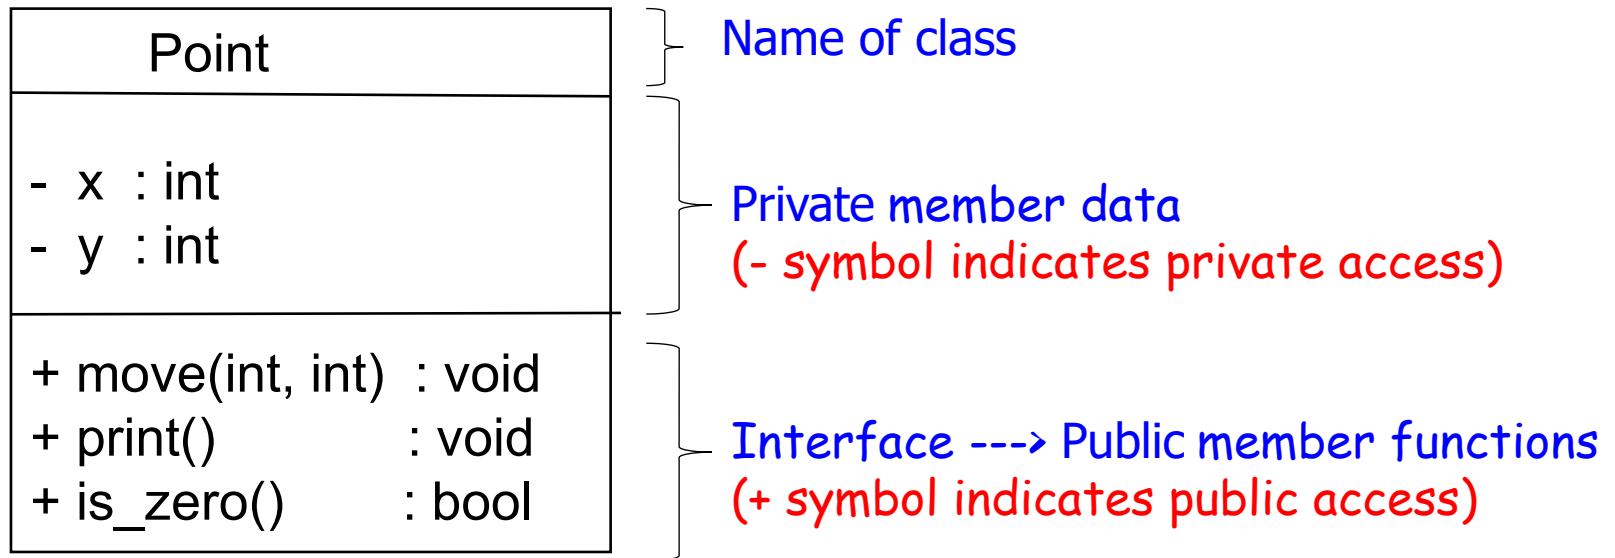 Point
Name of class
- x : int
- y : int
Private member data
(- symbol indicates private access)
+ move(int, int) : void
+ print() : void
+ is_zero() : bool
Interface ---> Public member functions
(+ symbol indicates public access)